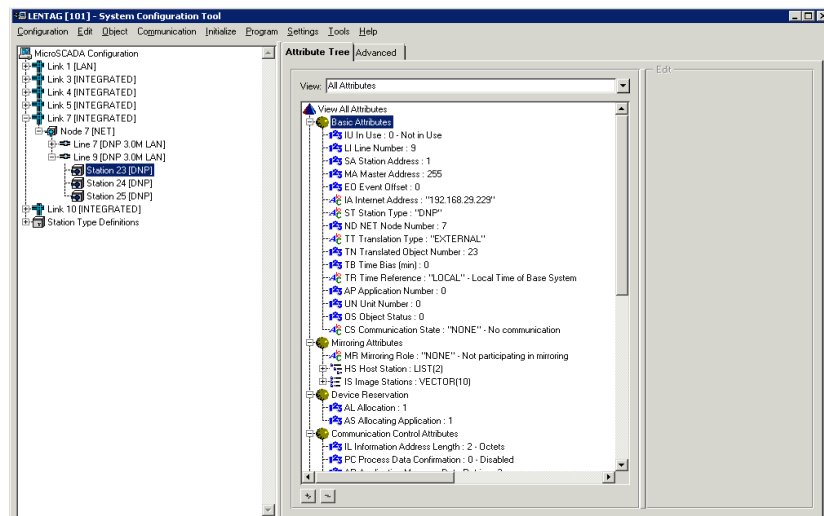 LENTAG [101] - System Configuration Tool
Configuration Edit Object Communication Initialize Program Settings Tools Help
MicroSCADA Configuration
Link 1 [LAN]
Link 3 [INTEGRATED]
Link 4 [INTEGRATED]
Link 5 [INTEGRATED]
Link 7 [INTEGRATED]
Node 7 [NET]
Line 7 [DNP 3.0M LAN]
Line 9 [DNP 3.0M LAN]
Station 23 [DNP]
Station 24 [DNP]
Station 25 [DNP]
Link 10 [INTEGRATED]
Station Type Definitions
Attribute Tree Advanced
View: All Attributes
View All Attributes
Basic Attributes
IU In Use : 0 - Not in Use
LI Line Number : 9
SA Station Address : 1
MA Master Address : 255
EO Event Offset : 0
IA Internet Address : "192.168.29.229"
ST Station Type : "DNP"
ND NET Node Number : 7
TT Translation Type : "EXTERNAL"
TN Translated Object Number : 23
TB Time Bias (min) : 0
TR Time Reference : "LOCAL" - Local Time of Base System
AP Application Number : 0
UN Unit Number : 0
OS Object Status : 0
CS Communication State : "NONE" - No communication
Mirroring Attributes
MR Mirroring Role : "NONE" - Not participating in mirroring
HS Host Station : LIST(2)
IS Image Stations : VECTOR(10)
Device Reservation
AL Allocation : 1
AS Allocating Application : 1
Communication Control Attributes
IL Information Address Length : 2 - Octets
PC Process Data Confirmation : 0 - Disabled
Edit